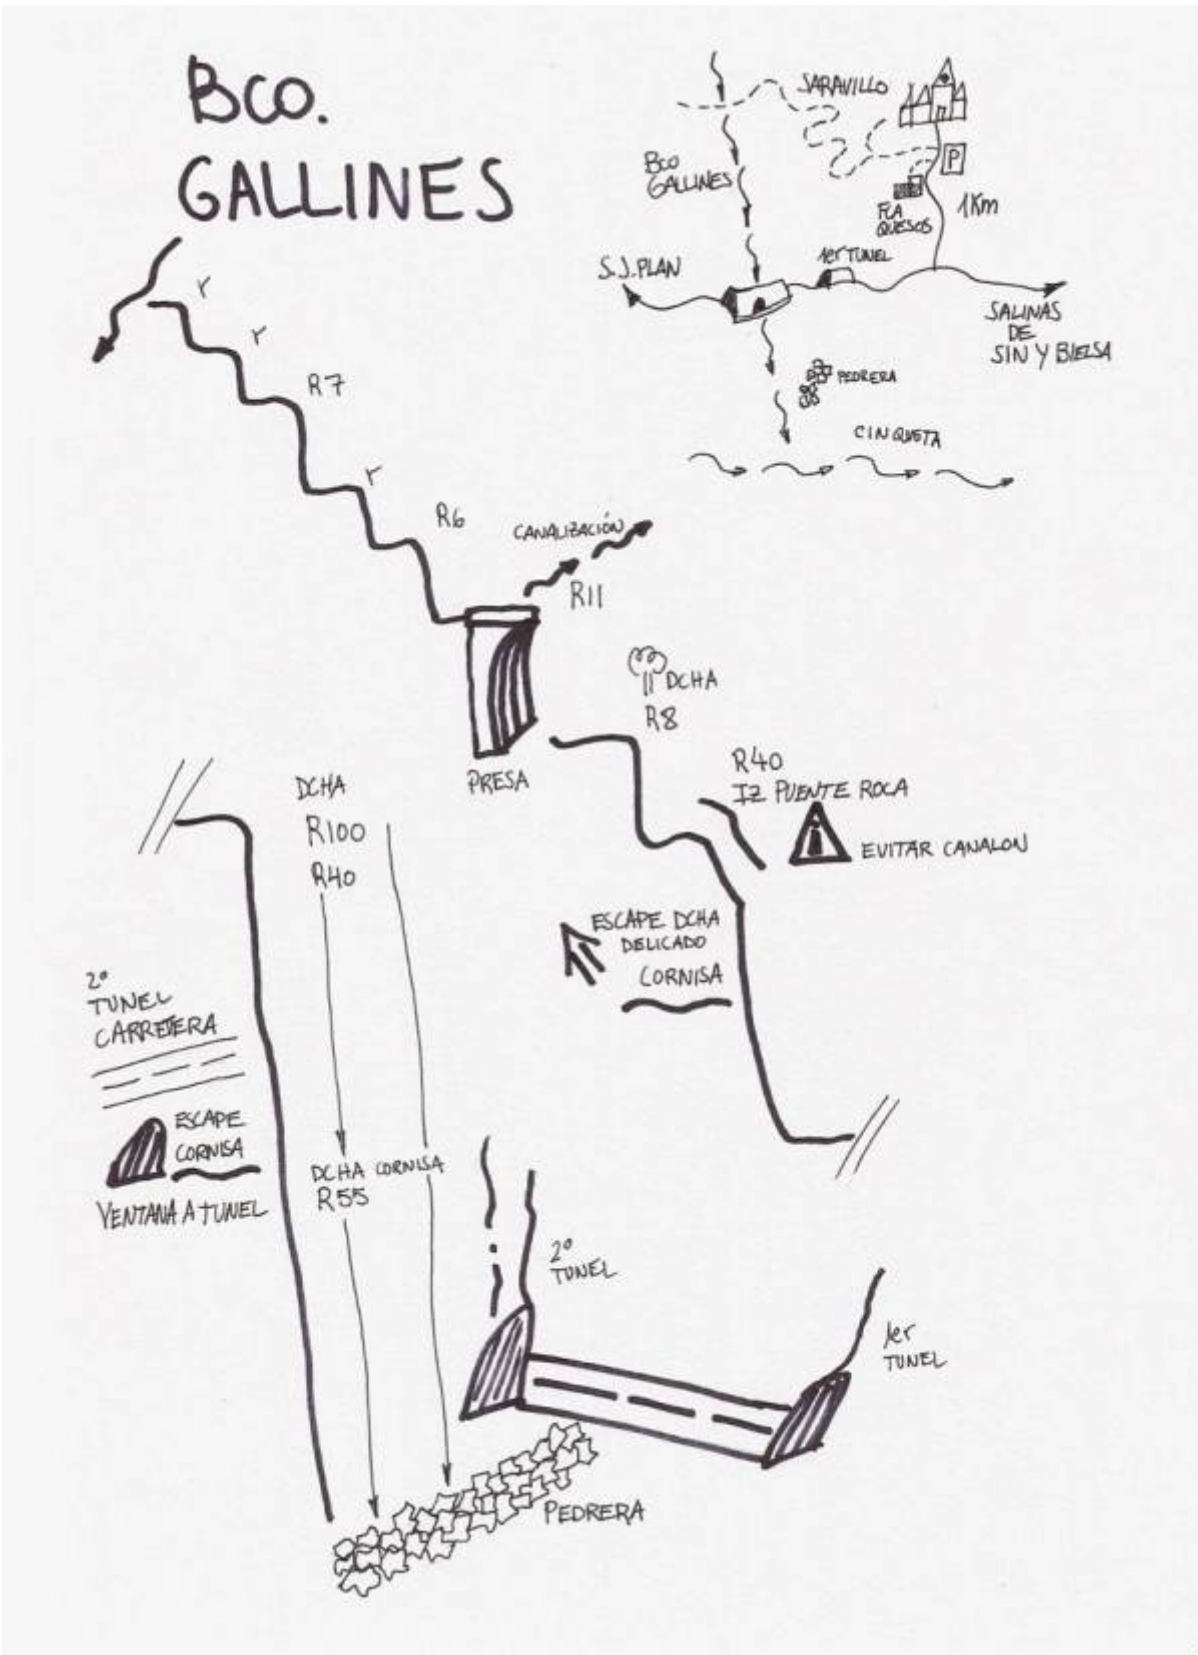 BCO.
GALLINES
SARAVILLO
P
BCO
GALLINES
FCA
QUESOS
1Km
1er TUNEL
S.J. PLAN
SALINAS
DE
SIN Y BIELSA
PEDRERA
CINQUETA
r
r
R7
r
R6
CANALIZACIÓN
R11
PRESA
DCHA
R8
R40
IZ PUENTE ROCA
EVITAR CANALON
ESCAPE DCHA
DELICADO
CORNISA
DCHA
R100
R40
2º
TUNEL
CARRETERA
ESCAPE
CORNISA
VENTANA A TUNEL
DCHA CORNISA
R55
2º
TUNEL
1er
TUNEL
PEDRERA